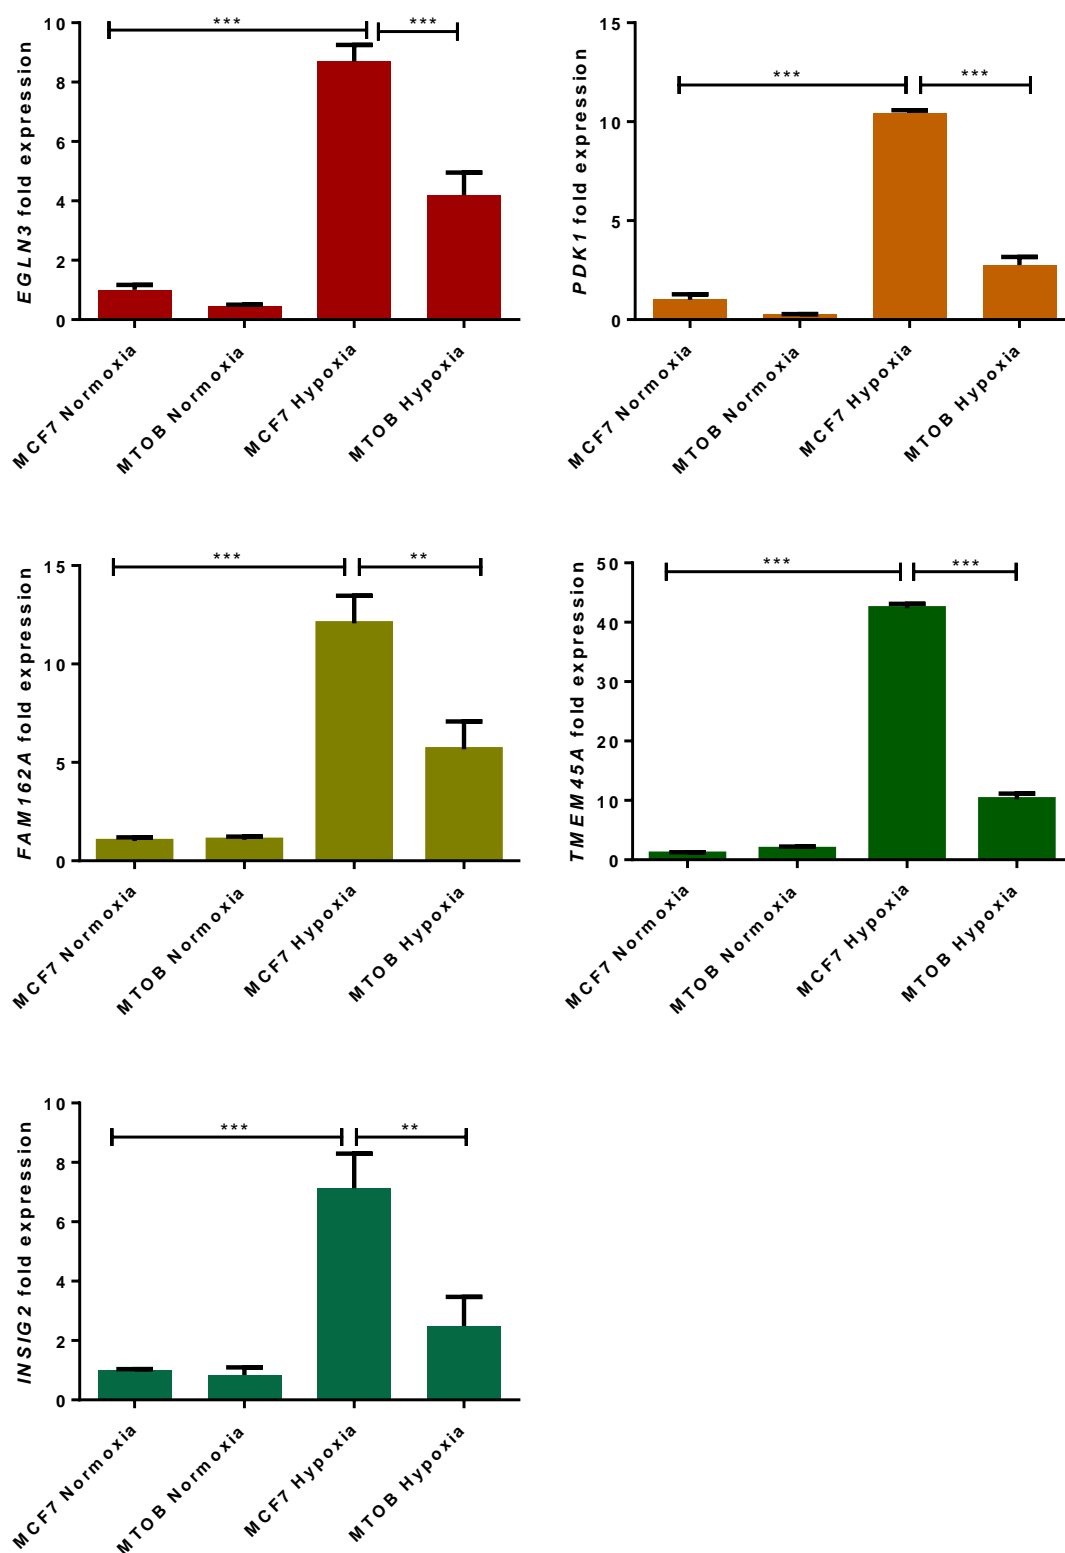 EGLN3 fold expression
10
8
6
4
2
0
***
***
MCF7 Normoxia
MTOB Normoxia
MCF7 Hypoxia
MTOB Hypoxia
PDK1 fold expression
15
10
5
0
***
***
MCF7 Normoxia
MTOB Normoxia
MCF7 Hypoxia
MTOB Hypoxia
FAM162A fold expression
15
10
5
0
***
**
MCF7 Normoxia
MTOB Normoxia
MCF7 Hypoxia
MTOB Hypoxia
TMEM45A fold expression
50
40
30
20
10
0
***
***
MCF7 Normoxia
MTOB Normoxia
MCF7 Hypoxia
MTOB Hypoxia
INSIG2 fold expression
10
8
6
4
2
0
***
**
MCF7 Normoxia
MTOB Normoxia
MCF7 Hypoxia
MTOB Hypoxia